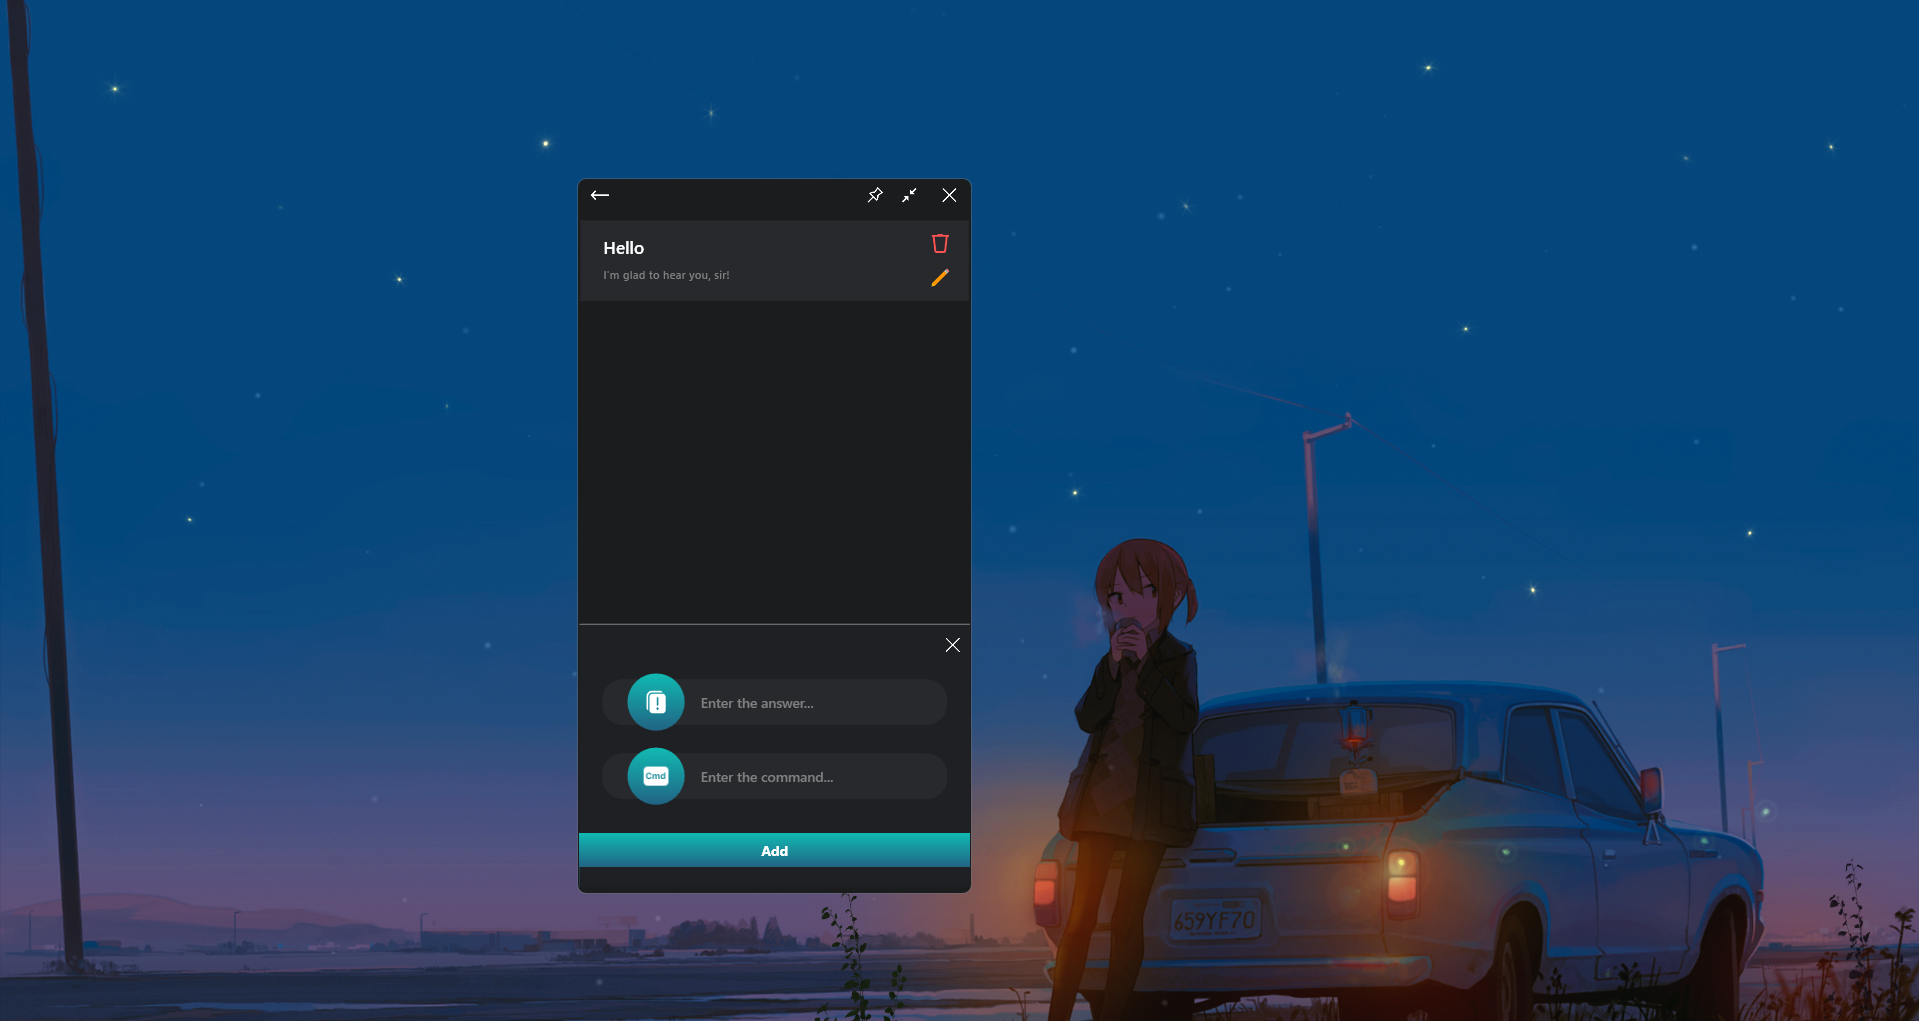 Hello
I'm glad to hear you, sir!
Enter the answer...
Cmd
Enter the command...
Add
659YF70